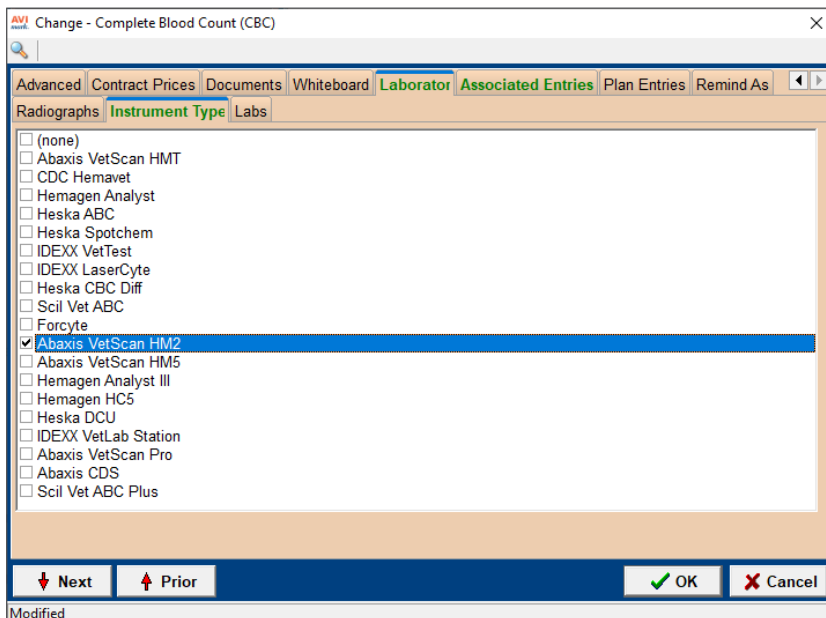 AVI mark Change - Complete Blood Count (CBC)
Advanced Contract Prices Documents Whiteboard Laborator Associated Entries Plan Entries Remind As
Radiographs Instrument Type Labs
(none)
Abaxis VetScan HMT
CDC Hemavet
Hemagen Analyst
Heska ABC
Heska Spotchem
IDEXX VetTest
IDEXX LaserCyte
Heska CBC Diff
Scil Vet ABC
Forcyte
Abaxis VetScan HM2
Abaxis VetScan HM5
Hemagen Analyst III
Hemagen HC5
Heska DCU
IDEXX VetLab Station
Abaxis VetScan Pro
Abaxis CDS
Scil Vet ABC Plus
Next Prior OK Cancel
Modified